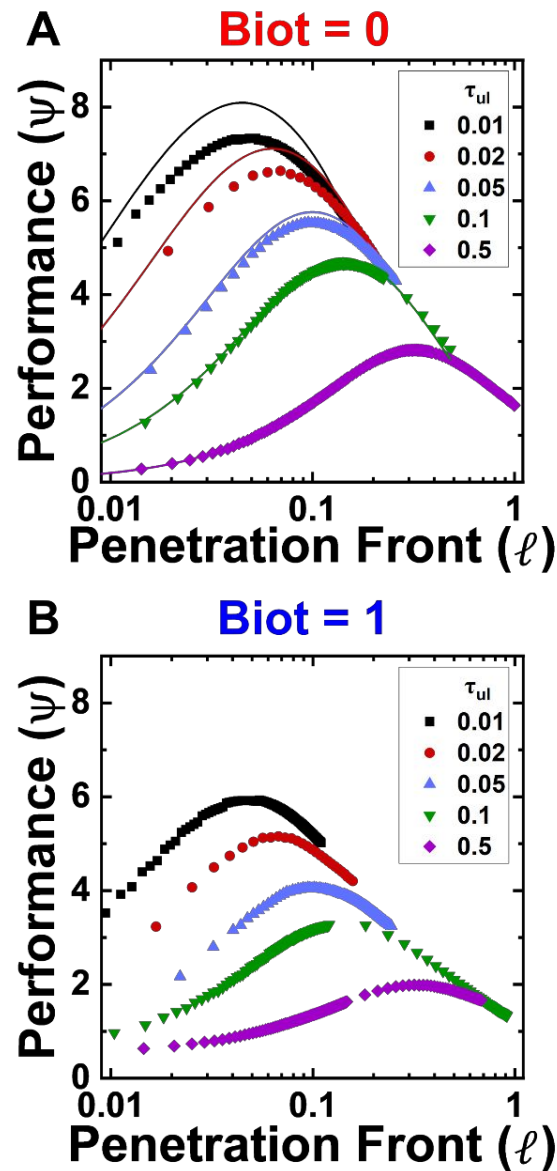 A
Biot = 0
Performance (ψ)
8
6
4
2
0
τul
0.01
0.02
0.05
0.1
0.5
0.01
0.1
1
Penetration Front (ℓ)
B
Biot = 1
Performance (ψ)
8
6
4
2
0
τul
0.01
0.02
0.05
0.1
0.5
0.01
0.1
1
Penetration Front (ℓ)